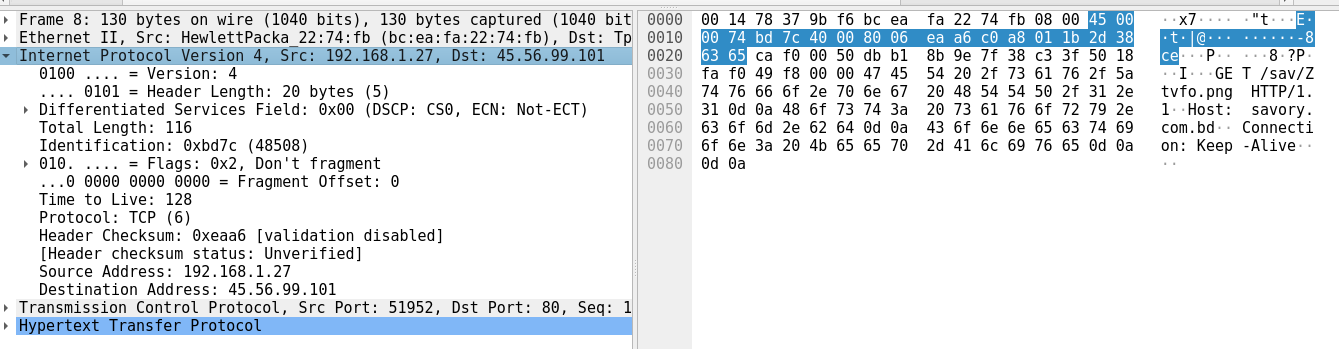 Frame 8: 130 bytes on wire (1040 bits), 130 bytes captured (1040 bit
Ethernet II, Src: HewlettPacka_22:74:fb (bc:ea:fa:22:74:fb), Dst: Tp
Internet Protocol Version 4, Src: 192.168.1.27, Dst: 45.56.99.101
0100 .... = Version: 4
.... 0101 = Header Length: 20 bytes (5)
Differentiated Services Field: 0x00 (DSCP: CS0, ECN: Not-ECT)
Total Length: 116
Identification: 0xbd7c (48508)
010. .... = Flags: 0x2, Don't fragment
...0 0000 0000 0000 = Fragment Offset: 0
Time to Live: 128
Protocol: TCP (6)
Header Checksum: 0xeaa6 [validation disabled]
[Header checksum status: Unverified]
Source Address: 192.168.1.27
Destination Address: 45.56.99.101
Transmission Control Protocol, Src Port: 51952, Dst Port: 80, Seq: 1
Hypertext Transfer Protocol
0000 00 14 78 37 9b f6 bc ea fa 22 74 fb 08 00 45 00 ··x7···· ·"t···E·
0010 00 74 bd 7c 40 00 80 06 ea a6 c0 a8 01 1b 2d 38 ·t·|@··· ······-8
0020 63 65 ca f0 00 50 db b1 8b 9e 7f 38 c3 3f 50 18 ce···P·· ···8·?P·
0030 fa f0 49 f8 00 00 47 45 54 20 2f 73 61 76 2f 5a ··I···GE T /sav/Z
0040 74 76 66 6f 2e 70 6e 67 20 48 54 54 50 2f 31 2e tvfo.png HTTP/1.
0050 31 0d 0a 48 6f 73 74 3a 20 73 61 76 6f 72 79 2e 1··Host: savory.
0060 63 6f 6d 2e 62 64 0d 0a 43 6f 6e 6e 65 63 74 69 com.bd·· Connecti
0070 6f 6e 3a 20 4b 65 65 70 2d 41 6c 69 76 65 0d 0a on: Keep -Alive··
0080 0d 0a ··